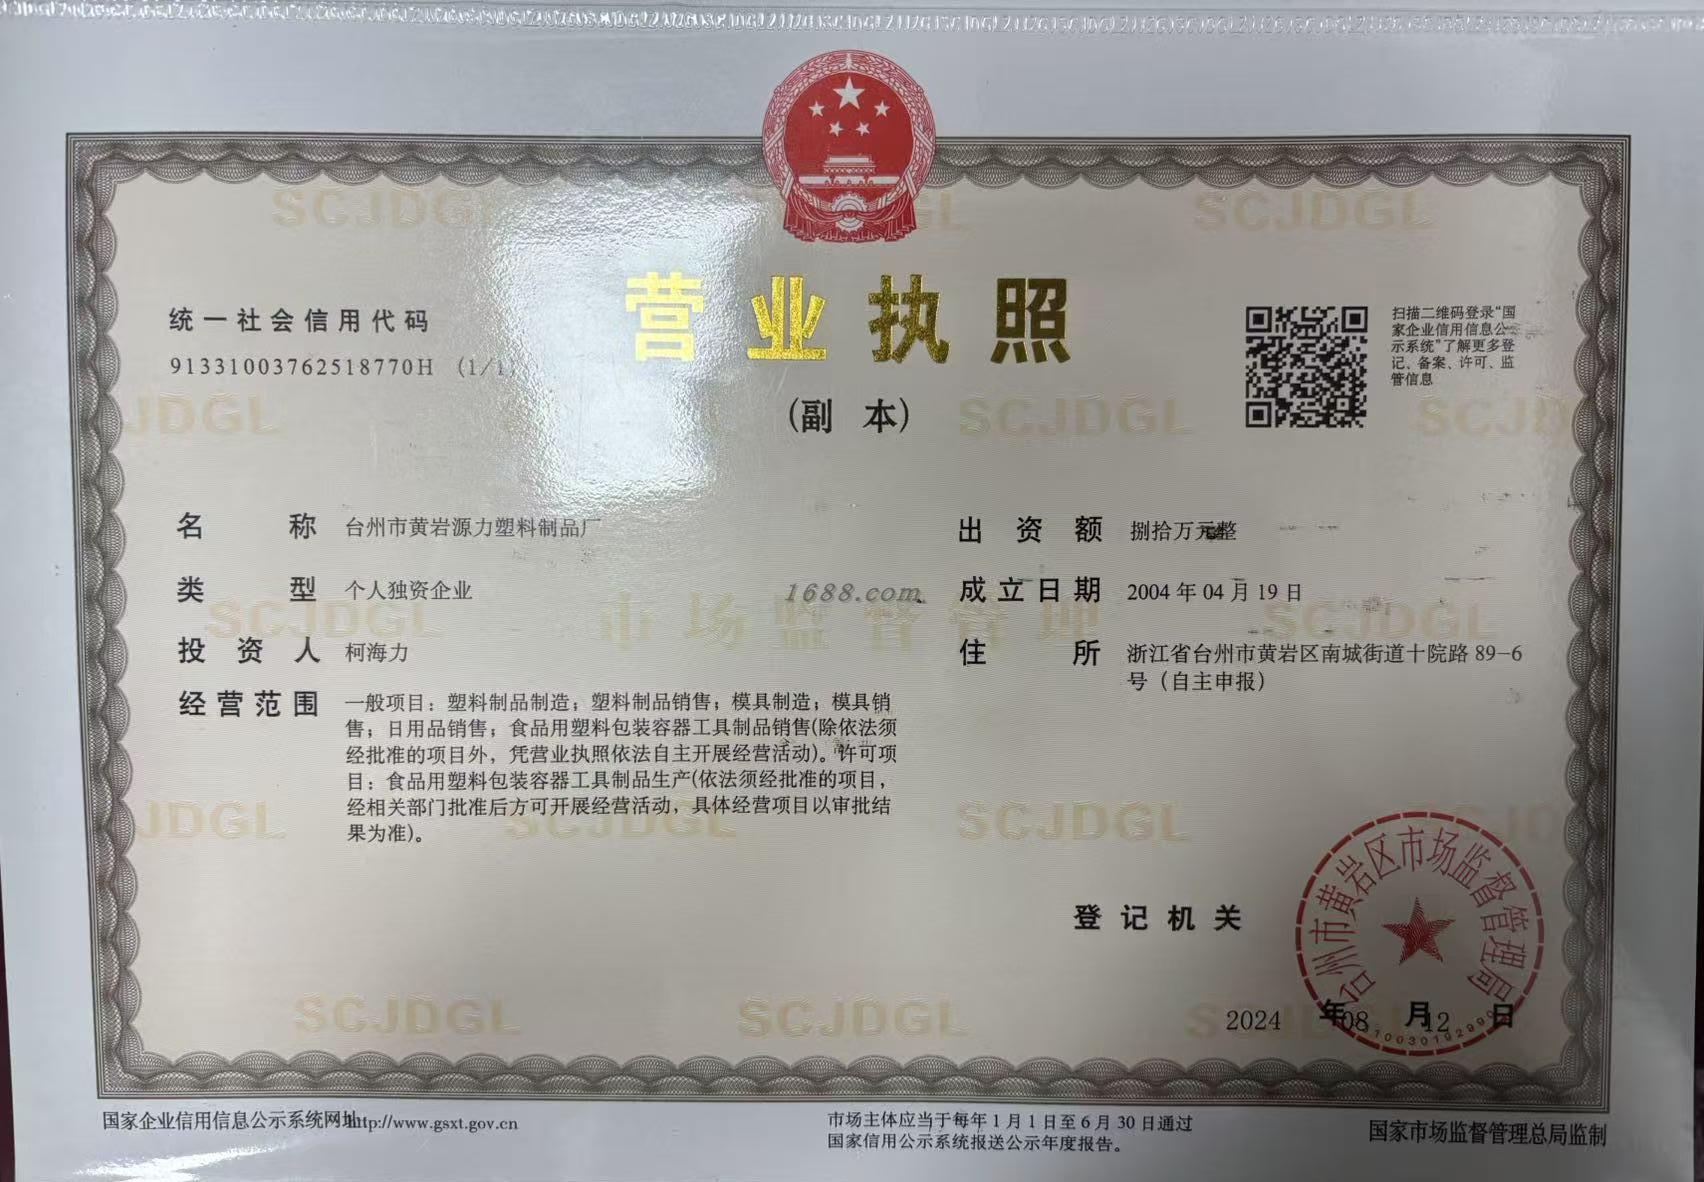 营业执照
(副 本)
统一社会信用代码
91331003762518770H (1/1)
扫描二维码登录“国
家企业信用信息公
示系统”了解更多登
记、备案、许可、监
管信息
名 称 台州市黄岩源力塑料制品厂
类 型 个人独资企业
投 资 人 柯海力
经营范围 一般项目：塑料制品制造；塑料制品销售；模具制造；模具销
售；日用品销售；食品用塑料包装容器工具制品销售(除依法须
经批准的项目外，凭营业执照依法自主开展经营活动)。许可项
目：食品用塑料包装容器工具制品生产(依法须经批准的项目，
经相关部门批准后方可开展经营活动，具体经营项目以审批结
果为准)。
出 资 额 捌拾万元整
成立日期 2004 年 04 月 19 日
住 所 浙江省台州市黄岩区南城街道十院路 89-6
号（自主申报）
1688.com
市场监督管理
SCJDGL
登记机关
台州市黄岩区市场监督管理局
2024 年 08 月 12 日
国家企业信用信息公示系统网址http://www.gsxt.gov.cn
市场主体应当于每年 1 月 1 日至 6 月 30 日通过
国家信用公示系统报送公示年度报告。
国家市场监督管理总局监制